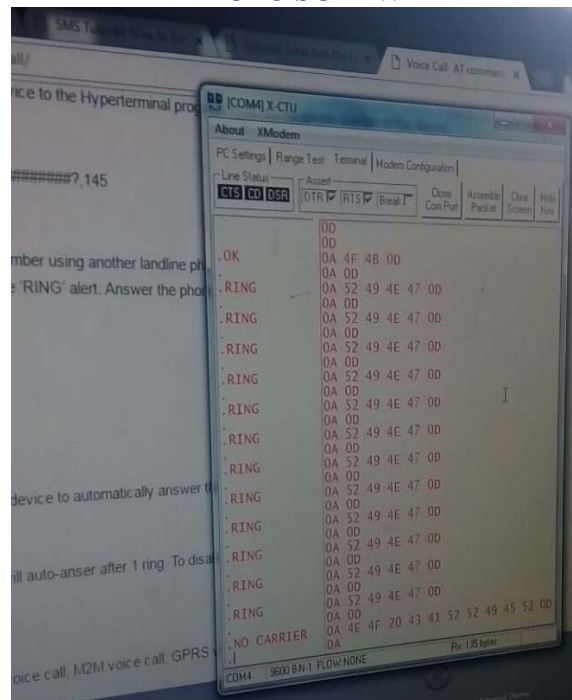 SMS
Voice Call- AT comman
all/
ice to the Hyperterminal prog
#######?,145
mber using another landline ph
'RING' alert. Answer the phon
device to automatically answer t
ill auto-anser after 1 ring. To disa
oice call, M2M voice call, GPRS
[COM4] X-CTU
About XModem
PC Settings Range Test Terminal Modem Configuration
Line Status
Assert
CTS CD DSR
DTR RTS Break
Close Com Port
Assemble Packet
Clear Screen
Hide Hex
0D
0D
.OK 0A 4F 4B 0D
. 0A 0D
.RING 0A 52 49 4E 47 0D
. 0A 0D
.RING 0A 52 49 4E 47 0D
. 0A 0D
.RING 0A 52 49 4E 47 0D
. 0A 0D
.RING 0A 52 49 4E 47 0D
. 0A 0D
.RING 0A 52 49 4E 47 0D
. 0A 0D
.RING 0A 52 49 4E 47 0D
. 0A 0D
.RING 0A 52 49 4E 47 0D
. 0A 0D
.RING 0A 52 49 4E 47 0D
. 0A 0D
.RING 0A 52 49 4E 47 0D
. 0A 0D
.RING 0A 52 49 4E 47 0D
. 0A 0D
.RING 0A 52 49 4E 47 0D
. 0A 0D
.RING 0A 52 49 4E 47 0D
. 0A 0D
.NO CARRIER 0A 4E 4F 20 43 41 52 52 49 45 52 0D
. 0A
COM4 9600 8-N-1 FLOW:NONE
Rx: 135 bytes